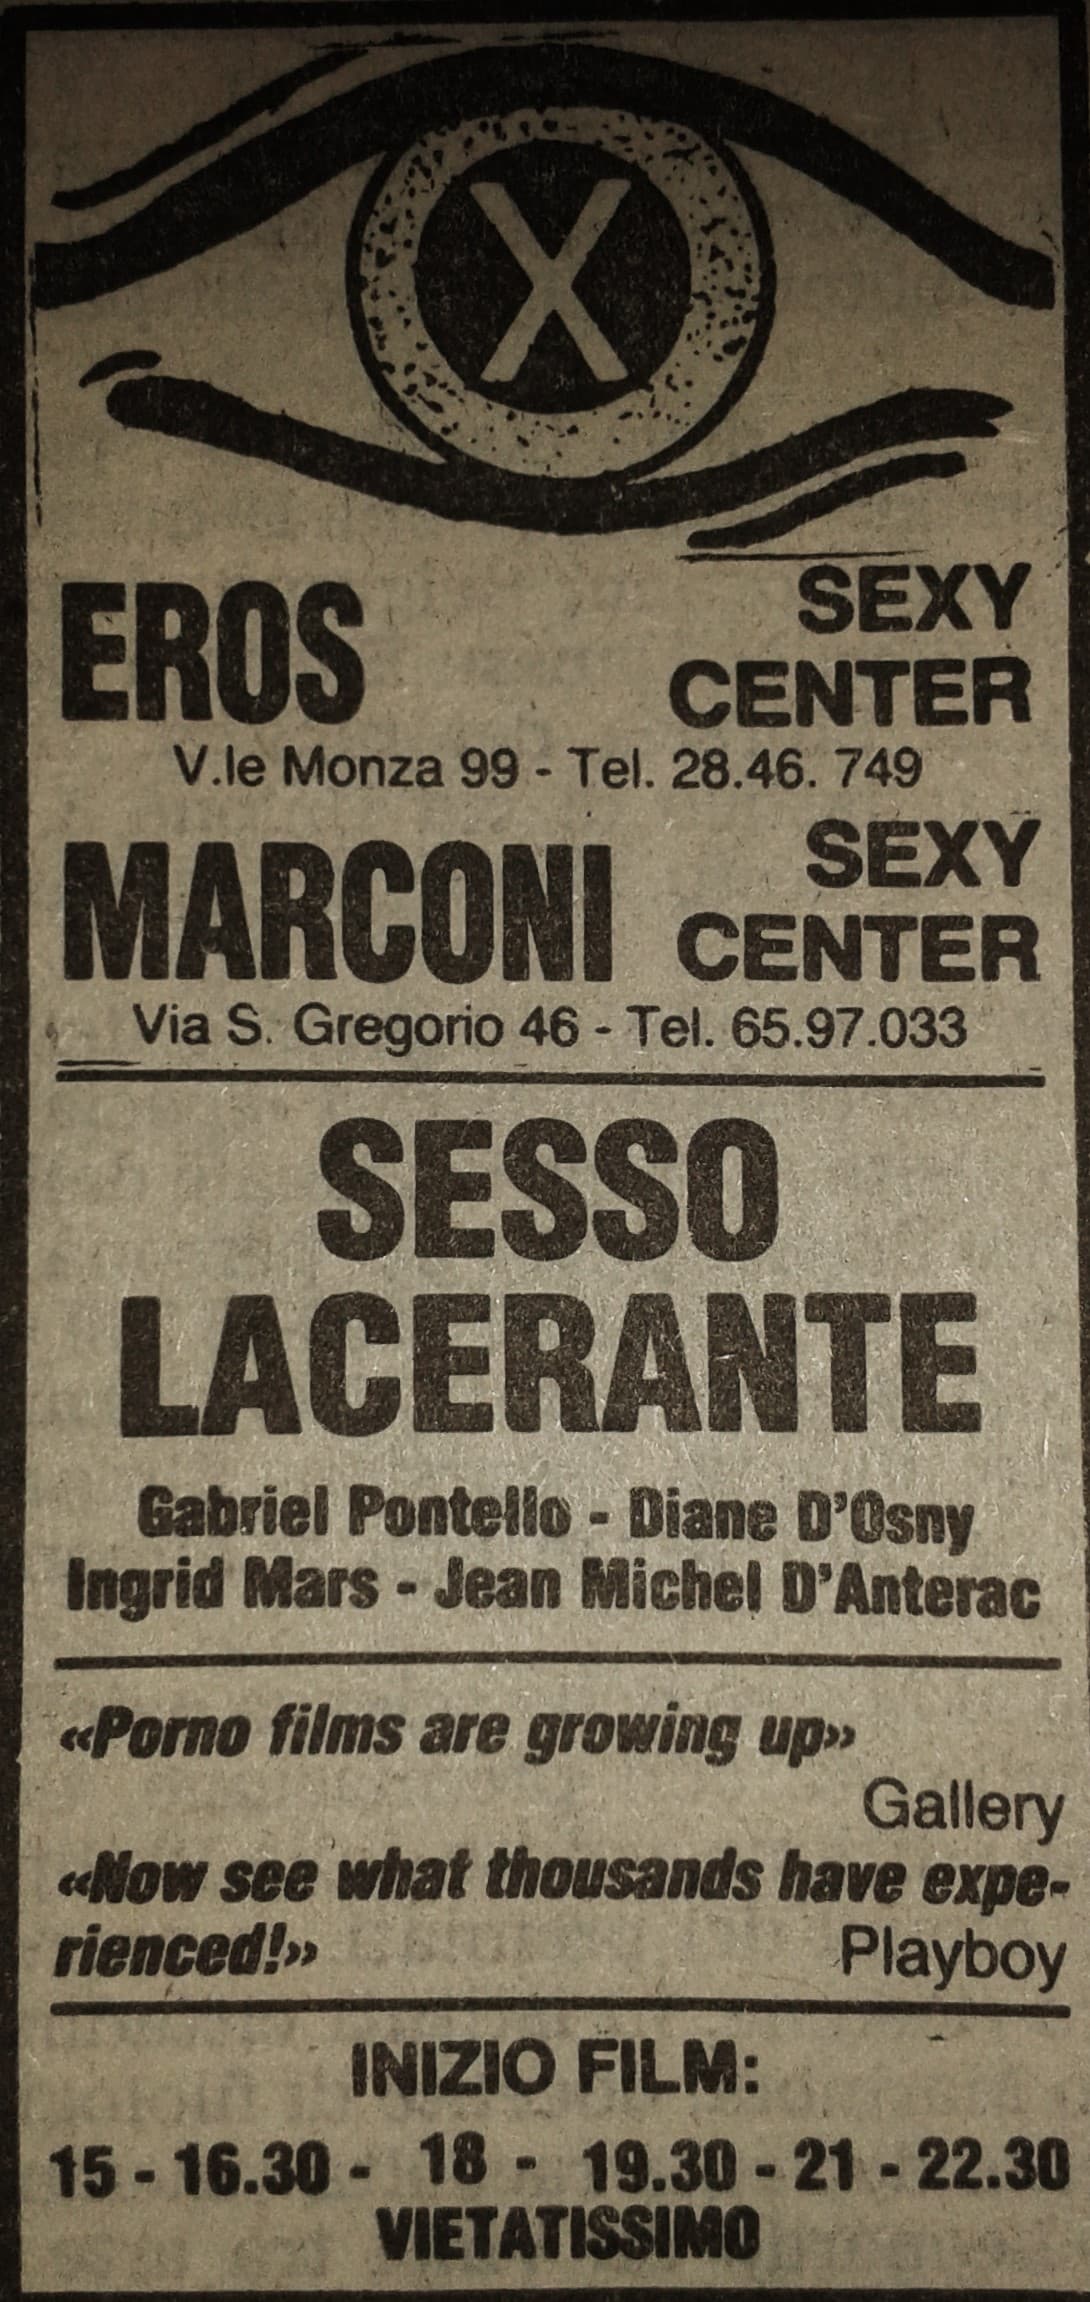 X
EROS SEXY CENTER
V.le Monza 99 - Tel. 28.46. 749
MARCONI SEXY CENTER
Via S. Gregorio 46 - Tel. 65.97.033
SESSO
LACERANTE
Gabriel Pontello - Diane D'Osny
Ingrid Mars - Jean Michel D'Anterac
«Porno films are growing up»
Gallery
«Now see what thousands have expe-
rienced!» Playboy
INIZIO FILM:
15 - 16.30 - 18 - 19.30 - 21 - 22.30
VIETATISSIMO